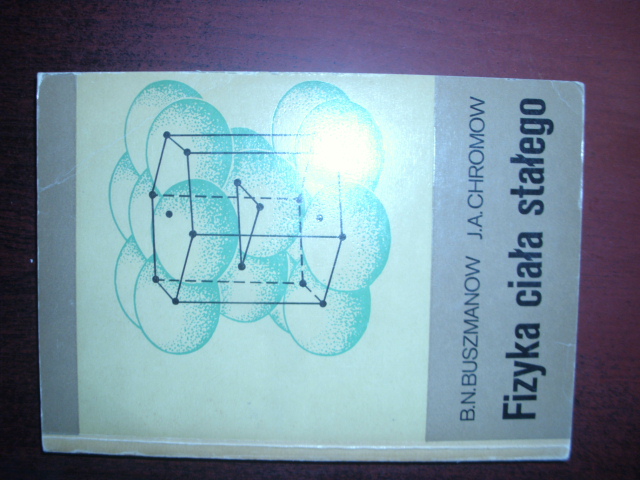 B.N.BUSZMANOW J.A.CHROMOW
Fizyka ciała stałego